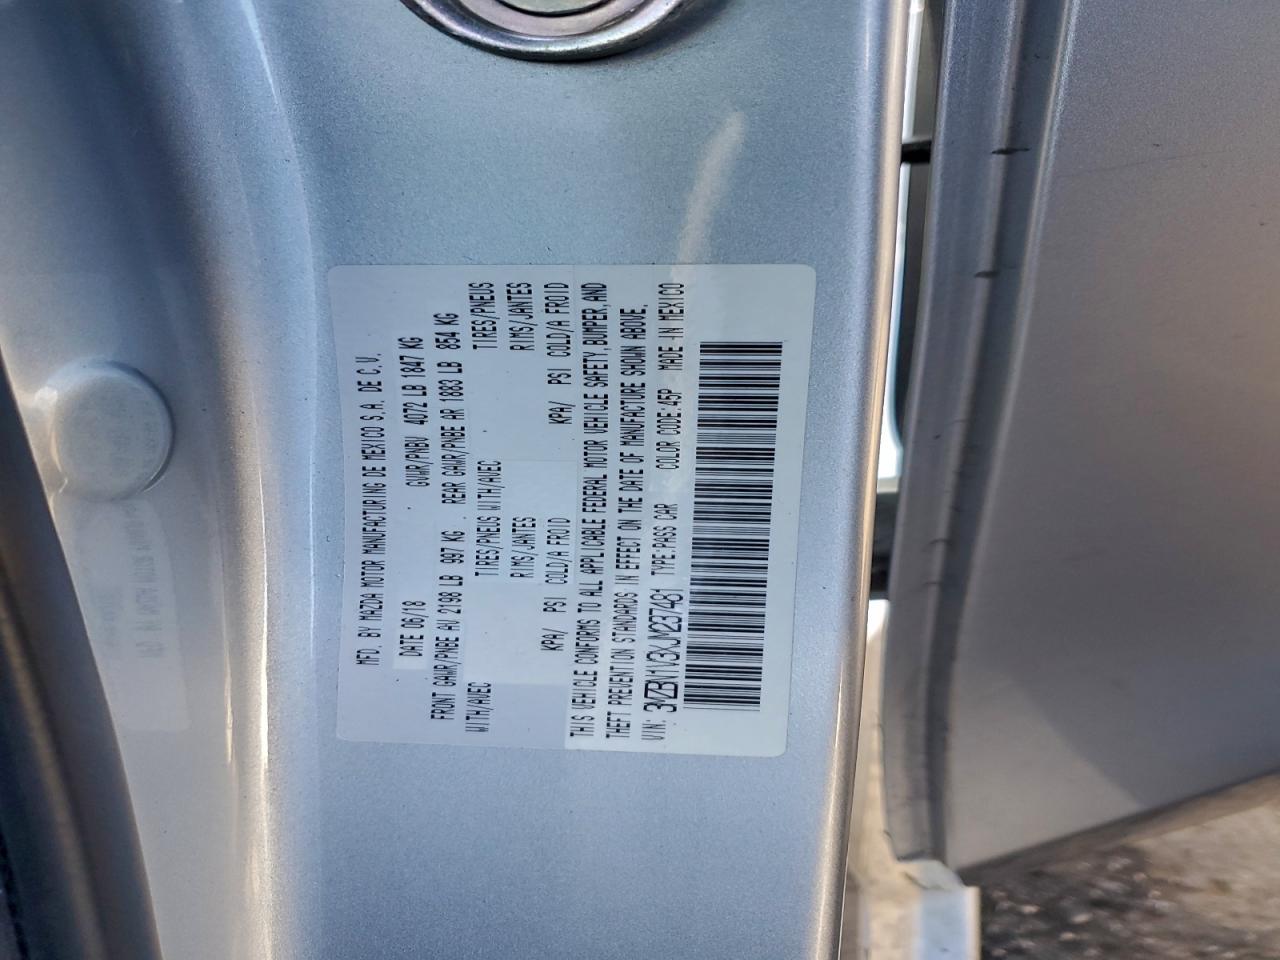 MFD. BY MAZDA MOTOR MANUFACTURING DE MEXICO S.A. DE C.V.
DATE 06/18 GVWR/PNBV 4072 LB 1847 KG
FRONT GAWR/PNBE AV 2198 LB 997 KG. REAR GAWR/PNBE AR 1883 LB 854 KG
WITH/AVEC TIRES/PNEUS WITH/AVEC TIRES/PNEUS
RIMS/JANTES RIMS/JANTES
KPA/ PSI COLD/A FROID KPA/ PSI COLD/A FROID
THIS VEHICLE CONFORMS TO ALL APPLICABLE FEDERAL MOTOR VEHICLE SAFETY, BUMPER, AND
THEFT PREVENTION STANDARDS IN EFFECT ON THE DATE OF MANUFACTURE SHOWN ABOVE.
VIN: 3MZBN1V3XJM237481 TYPE:PASS CAR COLOR CODE:45P MADE IN MEXICO